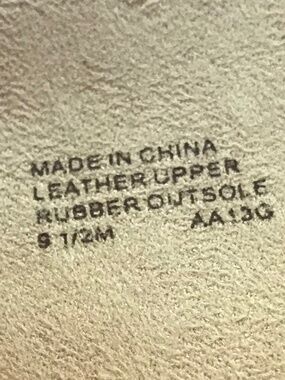 MADE IN CHINA
LEATHER UPPER
RUBBER OUTSOLE
9 1/2M AA13G